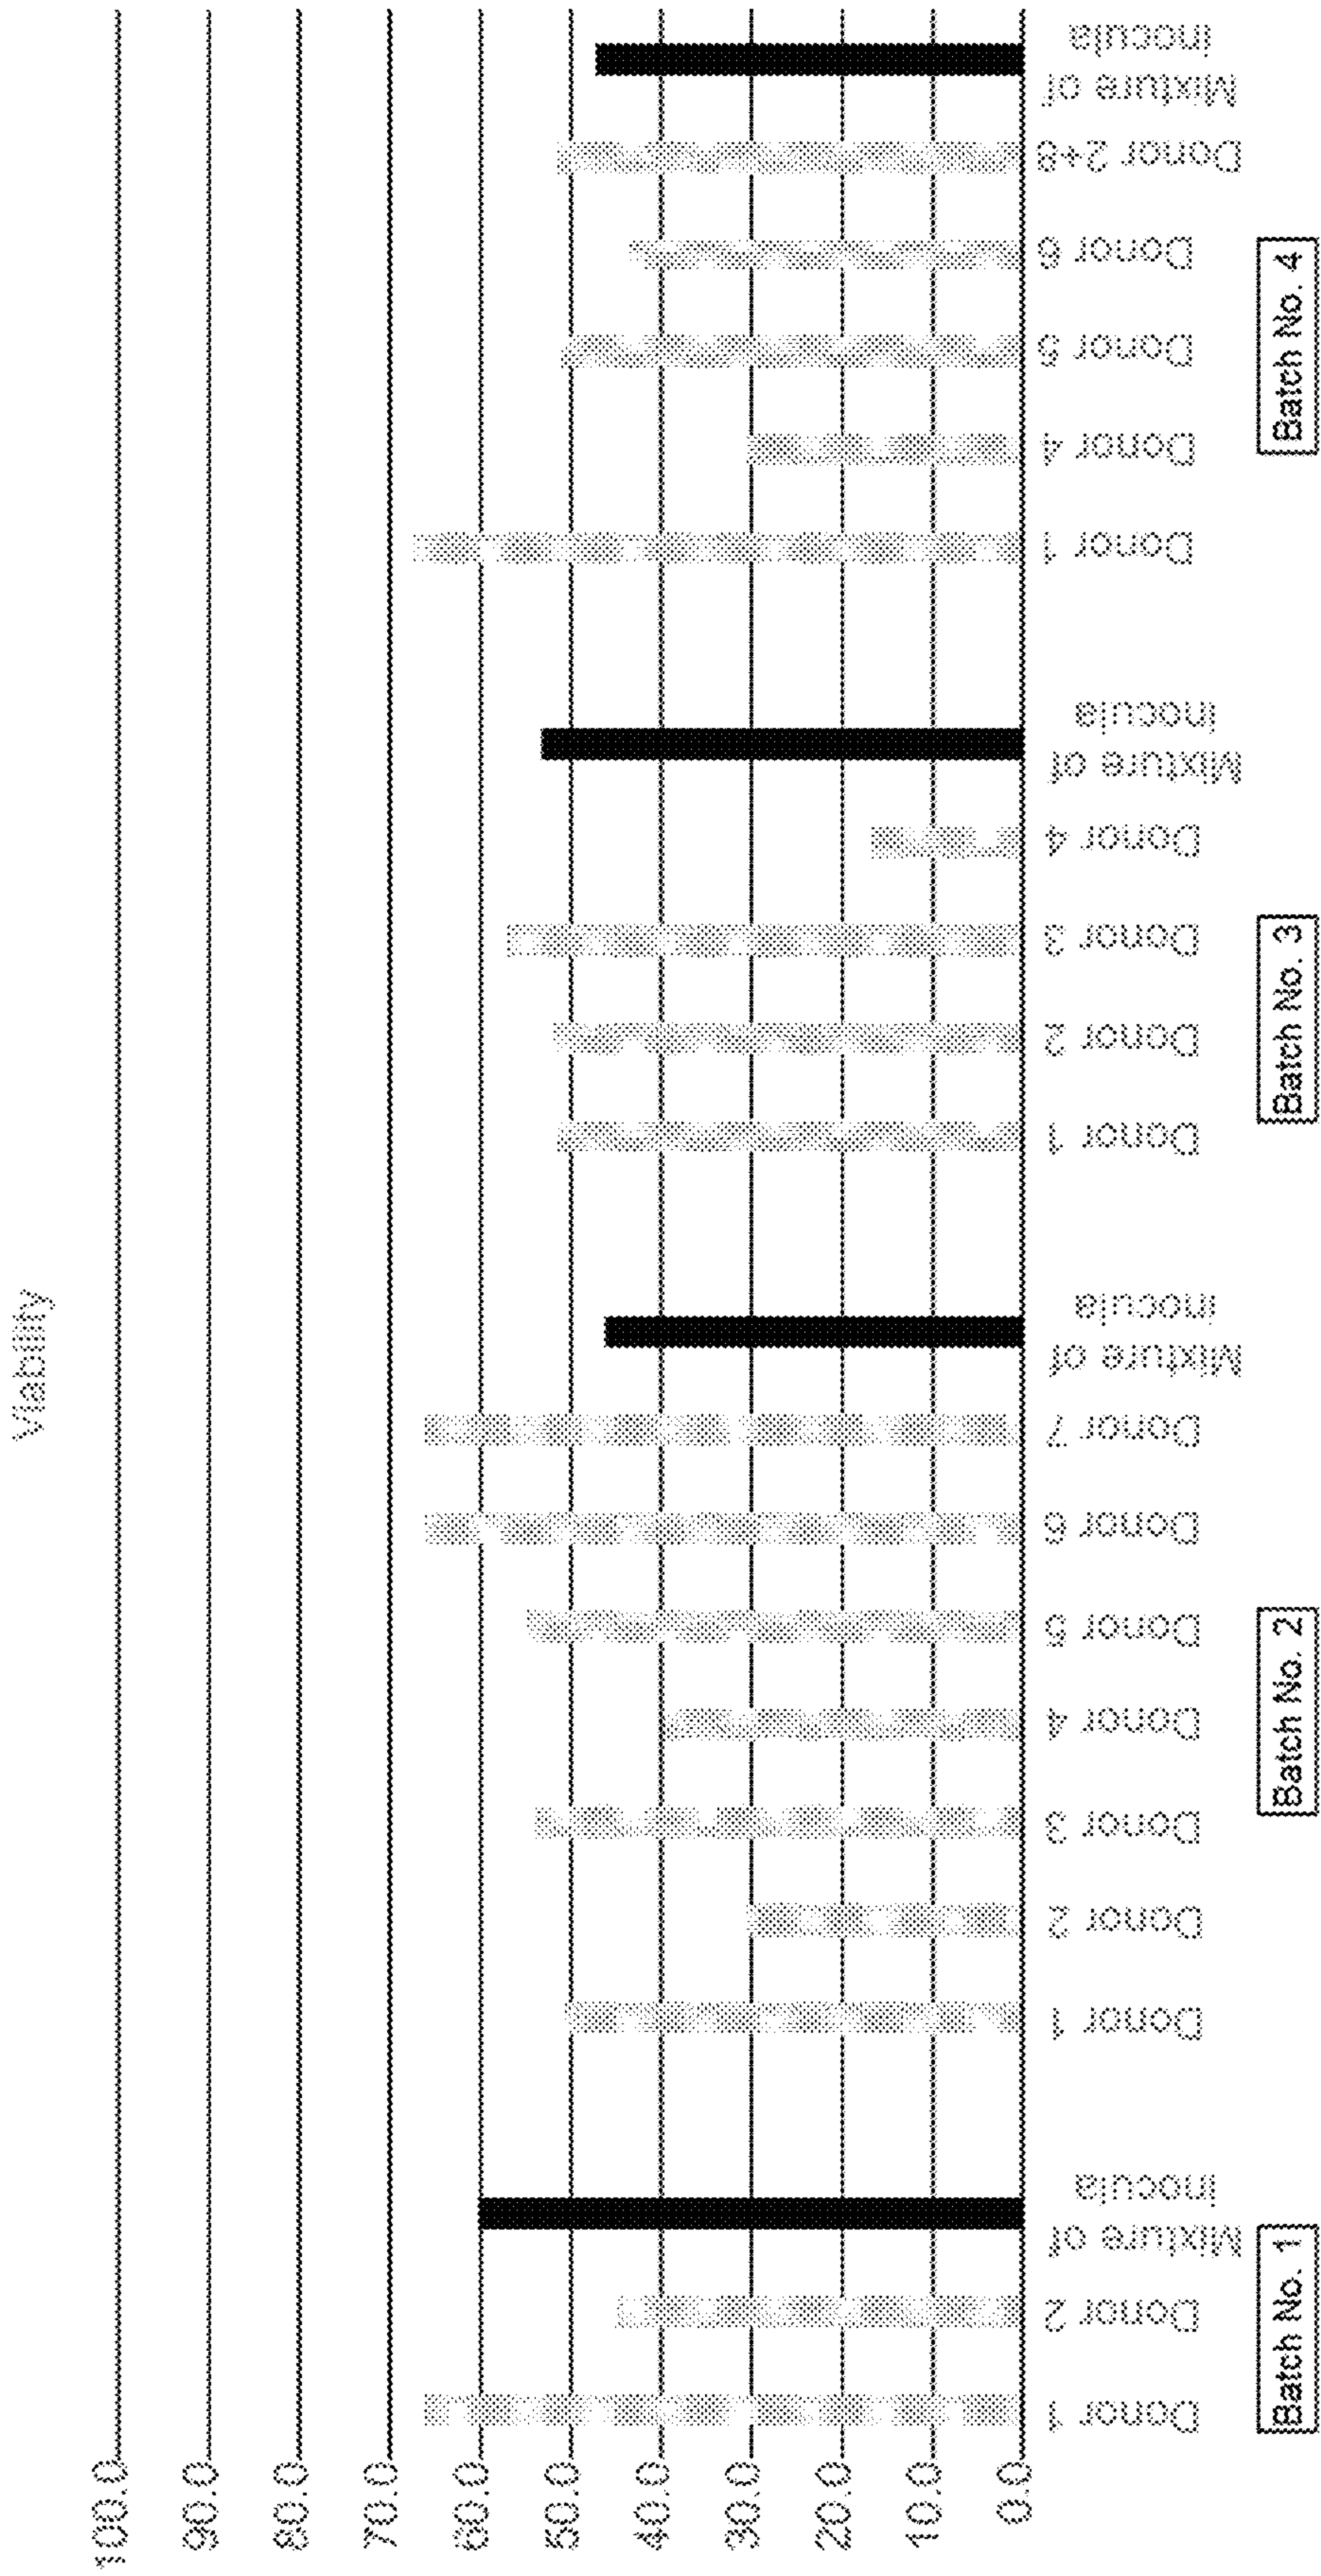 Viability
100.0
90.0
80.0
70.0
60.0
50.0
40.0
30.0
20.0
10.0
0.0
Donor 1
Donor 2
Mixture of
inocula
Donor 1
Donor 2
Donor 3
Donor 4
Donor 5
Donor 6
Donor 7
Mixture of
inocula
Donor 1
Donor 2
Donor 3
Donor 4
Mixture of
inocula
Donor 1
Donor 4
Donor 5
Donor 6
Donor 2+8
Mixture of
inocula
Batch No. 1
Batch No. 2
Batch No. 3
Batch No. 4